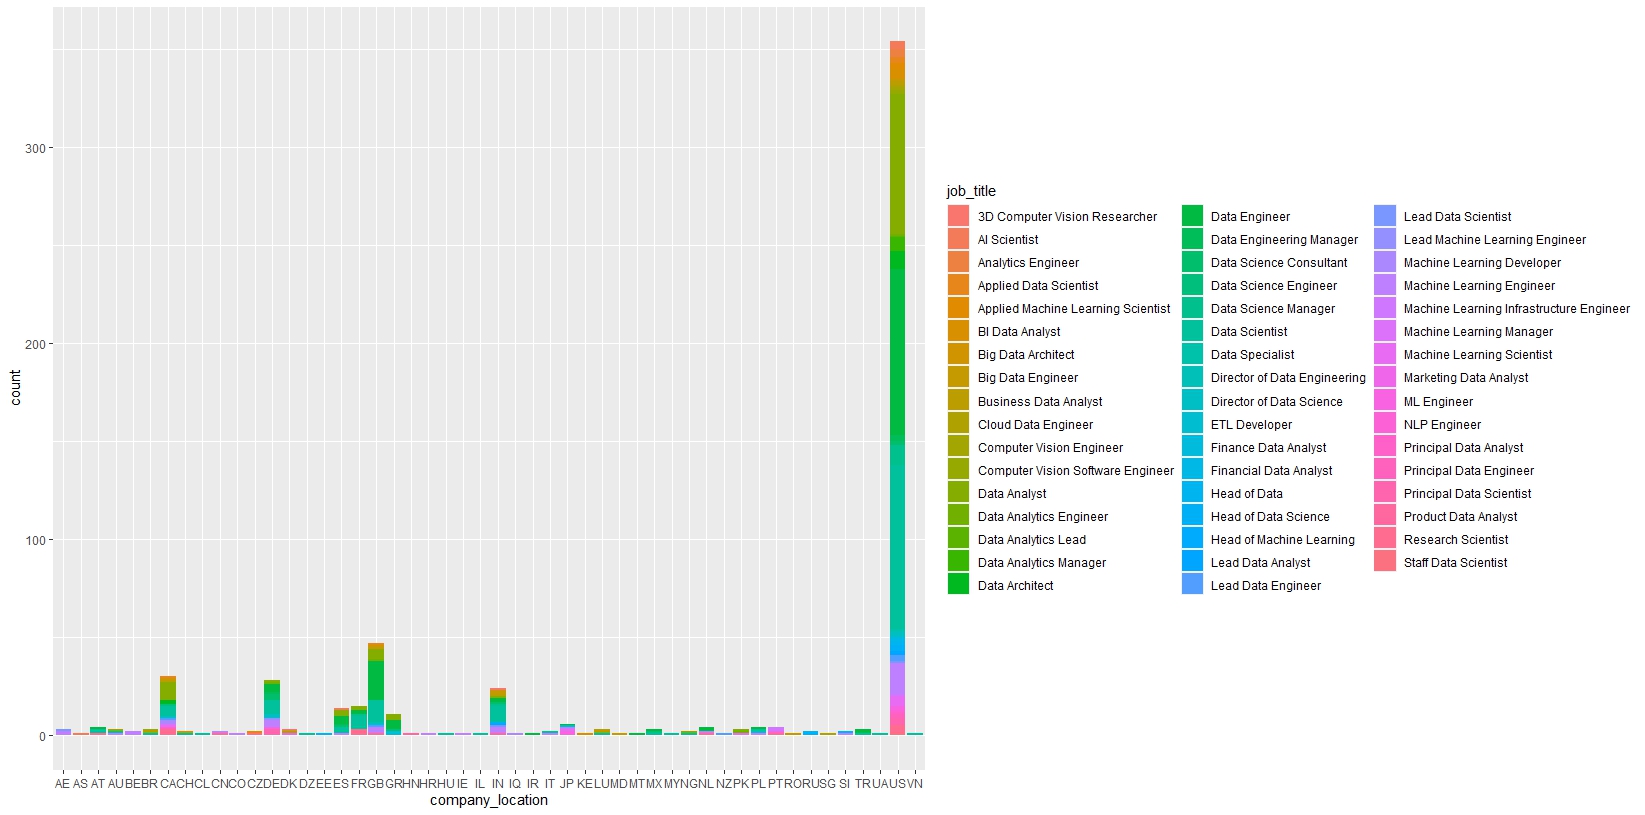 300
200
100
0
count
AE AS AT AU BE BR CA CH CL CN CO CZ DE DK DZ EE ES FR GB GR HN HR HU IE IL IN IQ IR IT JP KE LU MD MT MX MY NG NL NZ PK PL PT RO RU SG SI TR UA US VN
company_location
job_title
3D Computer Vision Researcher
AI Scientist
Analytics Engineer
Applied Data Scientist
Applied Machine Learning Scientist
BI Data Analyst
Big Data Architect
Big Data Engineer
Business Data Analyst
Cloud Data Engineer
Computer Vision Engineer
Computer Vision Software Engineer
Data Analyst
Data Analytics Engineer
Data Analytics Lead
Data Analytics Manager
Data Architect
Data Engineer
Data Engineering Manager
Data Science Consultant
Data Science Engineer
Data Science Manager
Data Scientist
Data Specialist
Director of Data Engineering
Director of Data Science
ETL Developer
Finance Data Analyst
Financial Data Analyst
Head of Data
Head of Data Science
Head of Machine Learning
Lead Data Analyst
Lead Data Engineer
Lead Data Scientist
Lead Machine Learning Engineer
Machine Learning Developer
Machine Learning Engineer
Machine Learning Infrastructure Engineer
Machine Learning Manager
Machine Learning Scientist
Marketing Data Analyst
ML Engineer
NLP Engineer
Principal Data Analyst
Principal Data Engineer
Principal Data Scientist
Product Data Analyst
Research Scientist
Staff Data Scientist